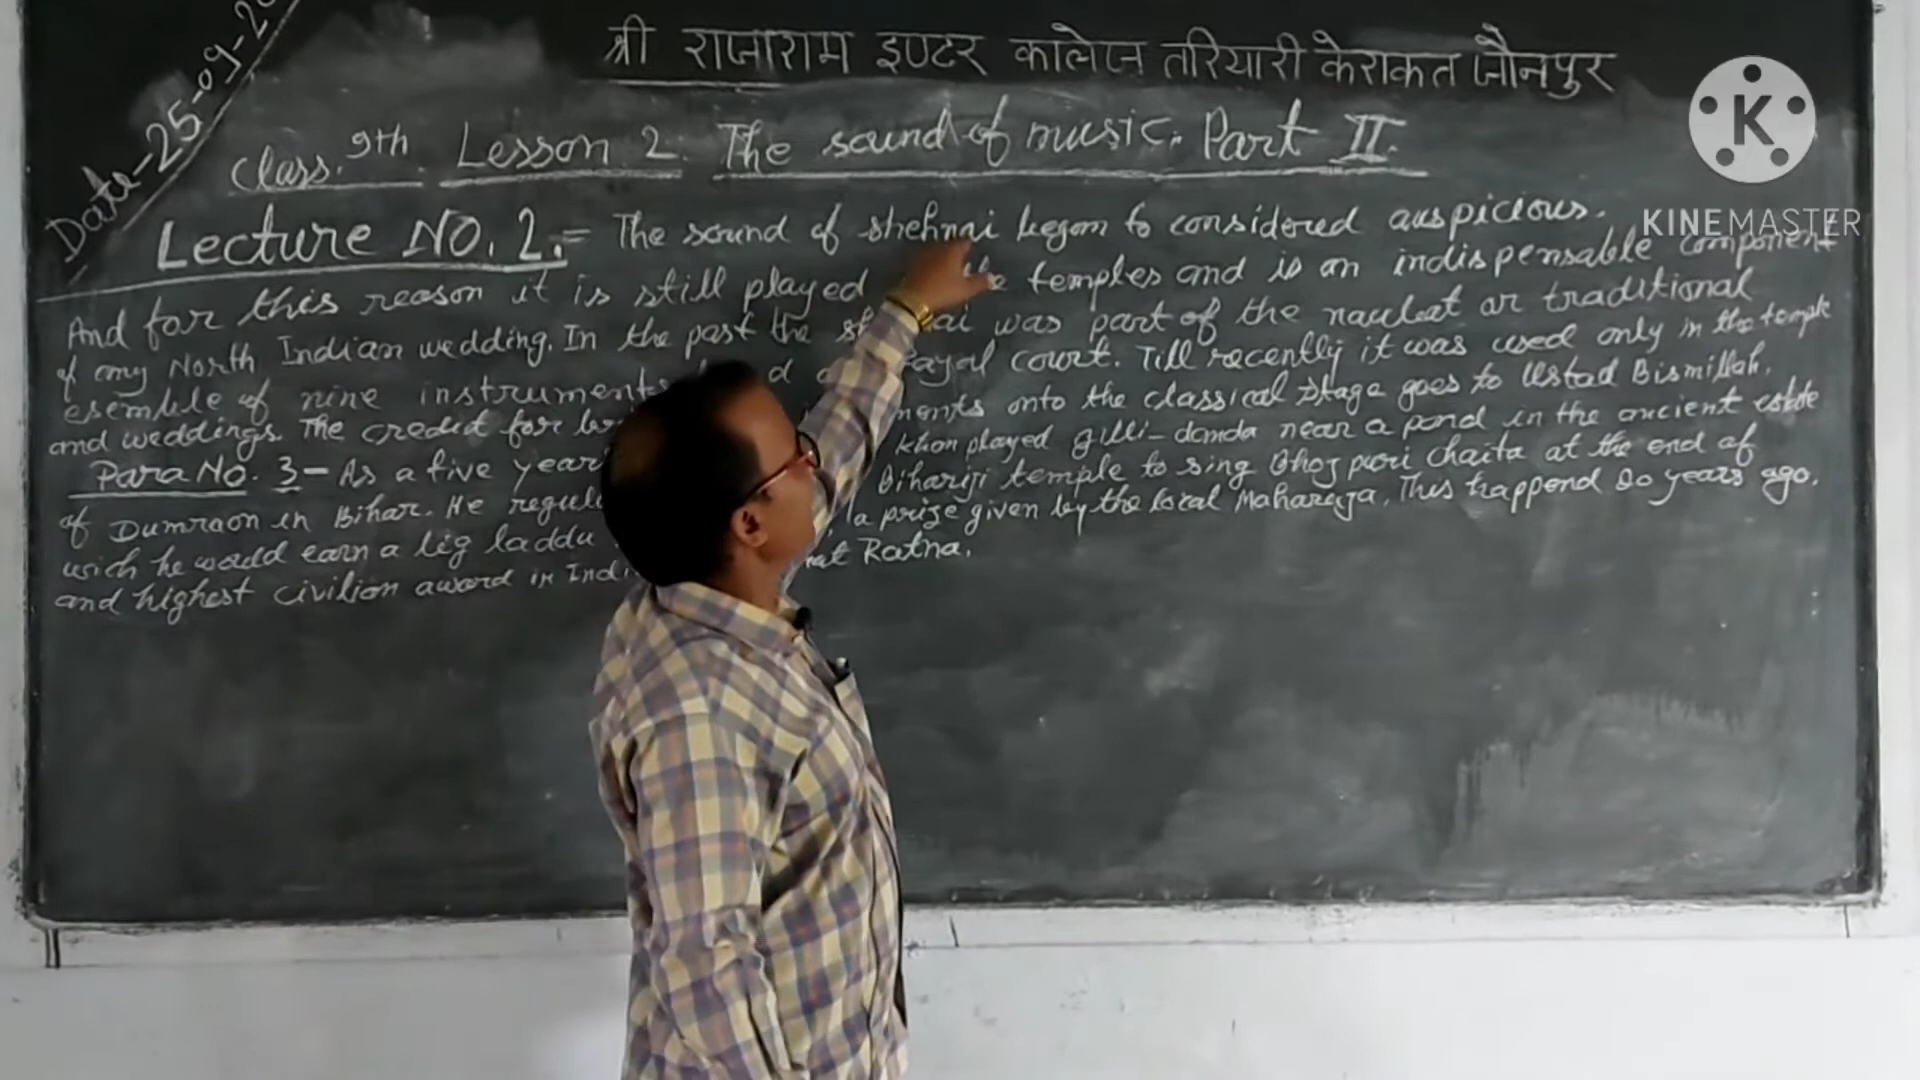 Date-25-09-2
श्री राजाराम इण्टर कालेज तरियारी केराकत जौनपुर
Class. 9th. Lesson 2. The sound of music. Part II.
Lecture NO. 2.= The sound of shehnai began to considered auspicious.
And for this reason it is still played the temples and is an indispensable component
of any North Indian wedding. In the past the was part of the naubat or traditional
esemble of nine instruments royal court. Till recently it was used only in the temple
and weddings. The credit for onto the classical stage goes to Ustad Bismillah.
Para No. 3- As a five year khan played gilli-danda near a pond in the ancient estate
of Dumraon in Bihar. He Bihariji temple to sing Bhojpuri Chaita at the end of
wich he would earn a big laddu a prize given by the local Maharaja. This happend 80 years ago.
and highest civilion award in Ratna.
K
KINEMASTER